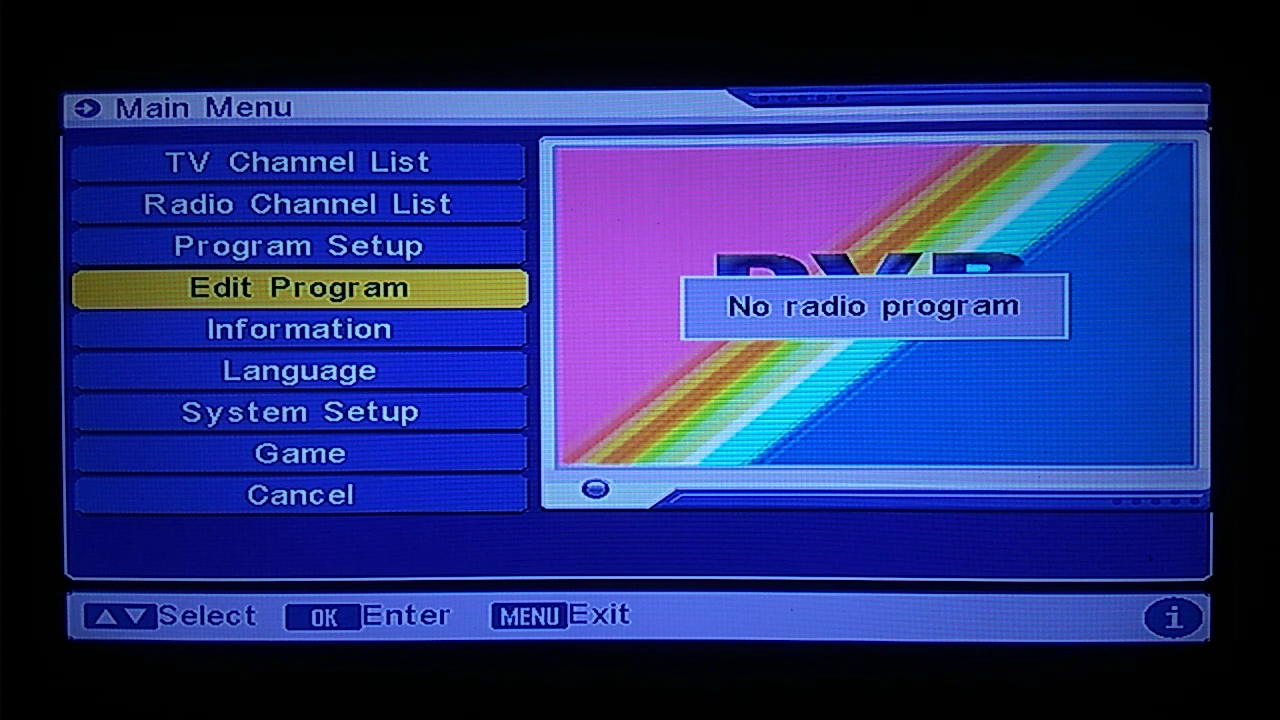 Main Menu
TV Channel List
Radio Channel List
Program Setup
Edit Program
Information
Language
System Setup
Game
Cancel
DVB
No radio program
Select OK Enter MENU Exit
i